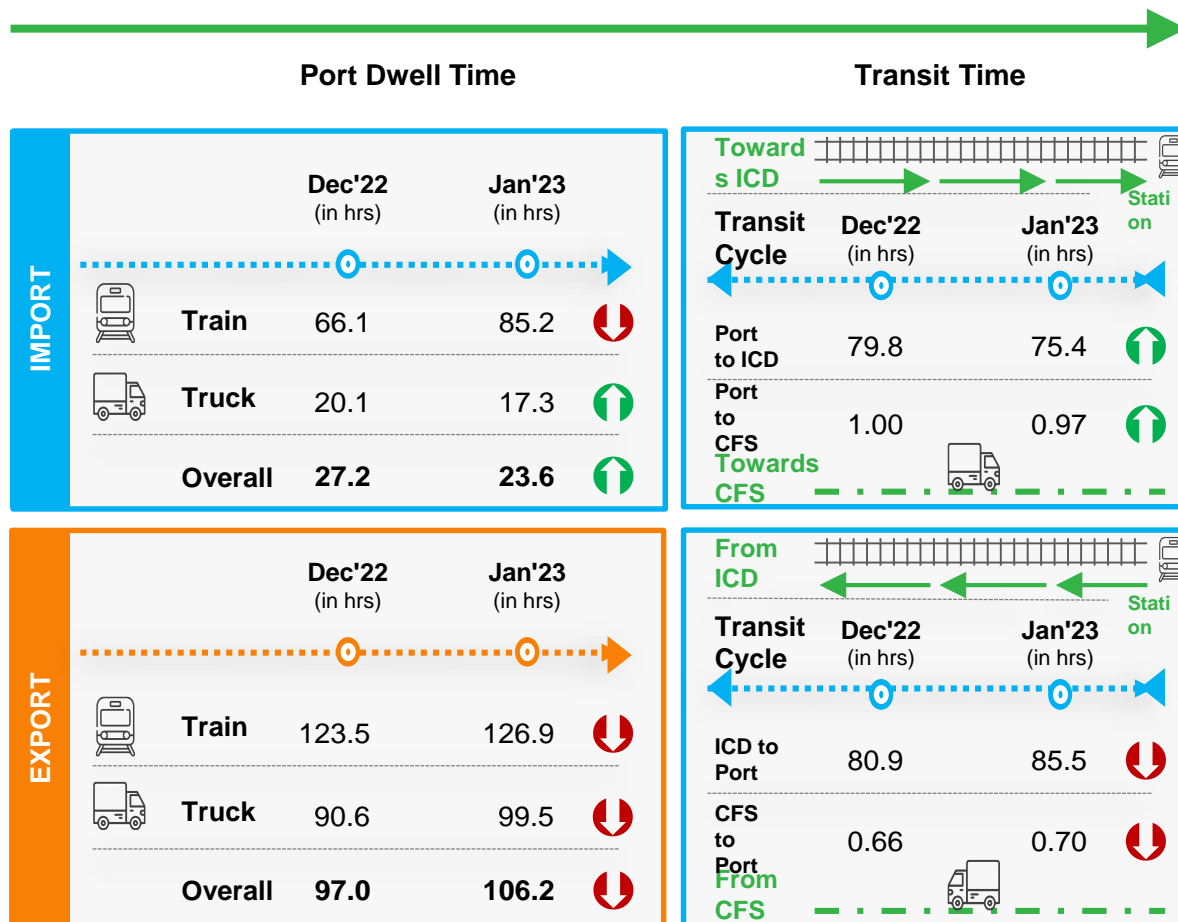 Port Dwell Time
Transit Time
IMPORT
Dec'22
Jan'23
(in hrs)
(in hrs)
Train
66.1
85.2
Truck
20.1
17.3
Overall
27.2
23.6
Toward
s ICD
Stati
on
Transit
Cycle
Dec'22
Jan'23
(in hrs)
(in hrs)
Port
to ICD
79.8
75.4
Port
to
CFS
1.00
0.97
Towards
CFS
EXPORT
Dec'22
Jan'23
(in hrs)
(in hrs)
Train
123.5
126.9
Truck
90.6
99.5
Overall
97.0
106.2
From
ICD
Stati
on
Transit
Cycle
Dec'22
Jan'23
(in hrs)
(in hrs)
ICD to
Port
80.9
85.5
CFS
to
Port
0.66
0.70
From
CFS